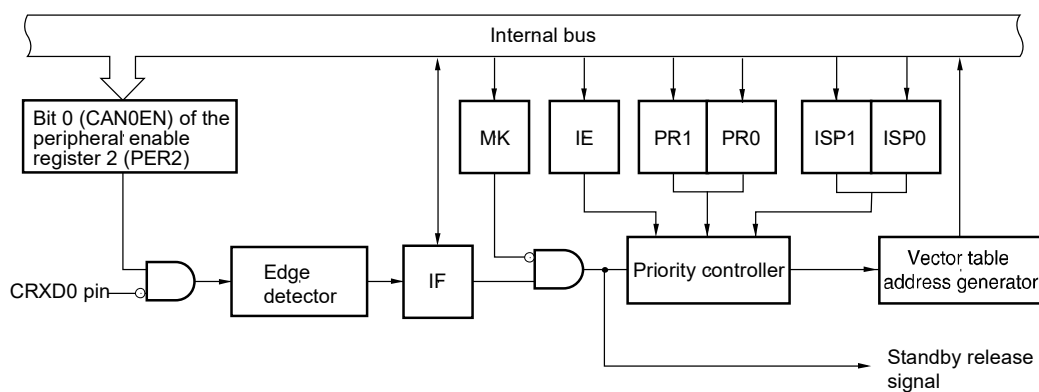 Internal bus
Bit 0 (CAN0EN) of the
peripheral enable
register 2 (PER2)
MK
IE
PR1
PR0
ISP1
ISP0
CRXD0 pin
Edge
detector
IF
Priority controller
Vector table
address generator
Standby release
signal